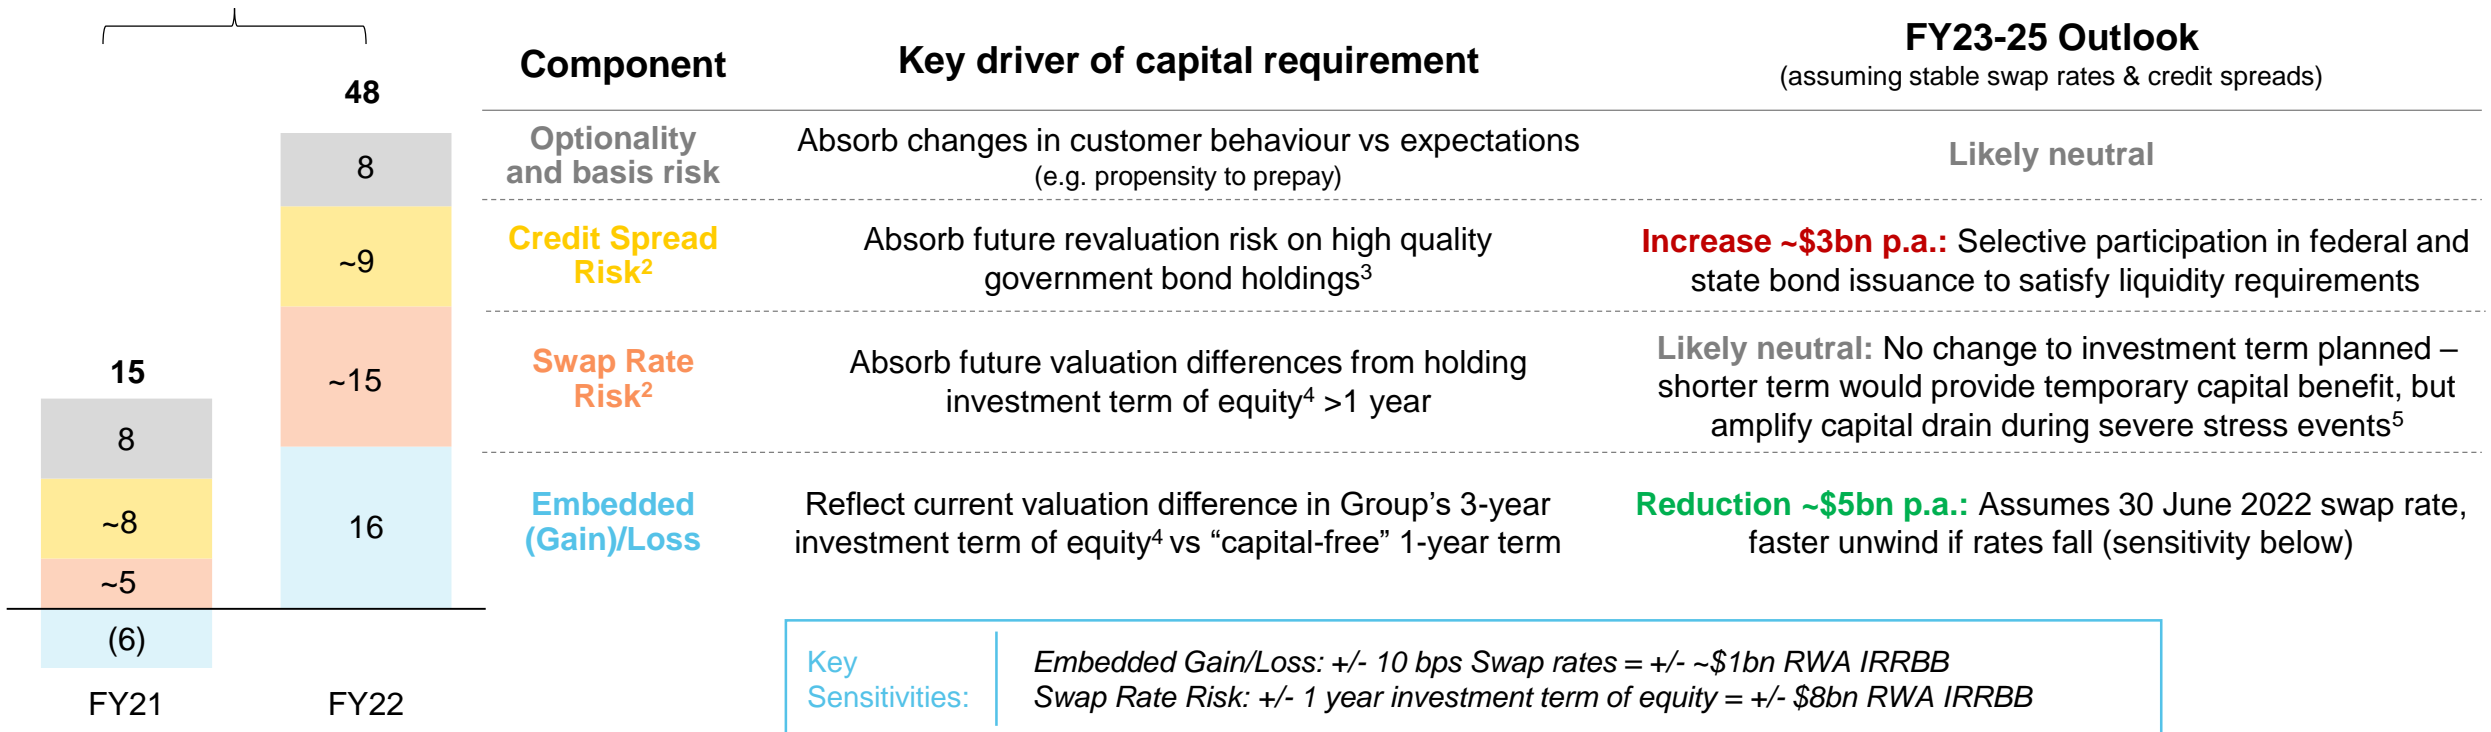 48
8
~9
~15
16
15
8
~8
~5
(6)
FY21
FY22
Component
Key driver of capital requirement
FY23-25 Outlook
(assuming stable swap rates & credit spreads)
Optionality
and basis risk
Absorb changes in customer behaviour vs expectations
(e.g. propensity to prepay)
Likely neutral
Credit Spread
Risk²
Absorb future revaluation risk on high quality
government bond holdings³
Increase ~$3bn p.a.: Selective participation in federal and
state bond issuance to satisfy liquidity requirements
Swap Rate
Risk²
Absorb future valuation differences from holding
investment term of equity⁴ >1 year
Likely neutral: No change to investment term planned –
shorter term would provide temporary capital benefit, but
amplify capital drain during severe stress events⁵
Embedded
(Gain)/Loss
Reflect current valuation difference in Group’s 3-year
investment term of equity⁴ vs “capital-free” 1-year term
Reduction ~$5bn p.a.: Assumes 30 June 2022 swap rate,
faster unwind if rates fall (sensitivity below)
Key
Sensitivities:
Embedded Gain/Loss: +/- 10 bps Swap rates = +/- ~$1bn RWA IRRBB
Swap Rate Risk: +/- 1 year investment term of equity = +/- $8bn RWA IRRBB